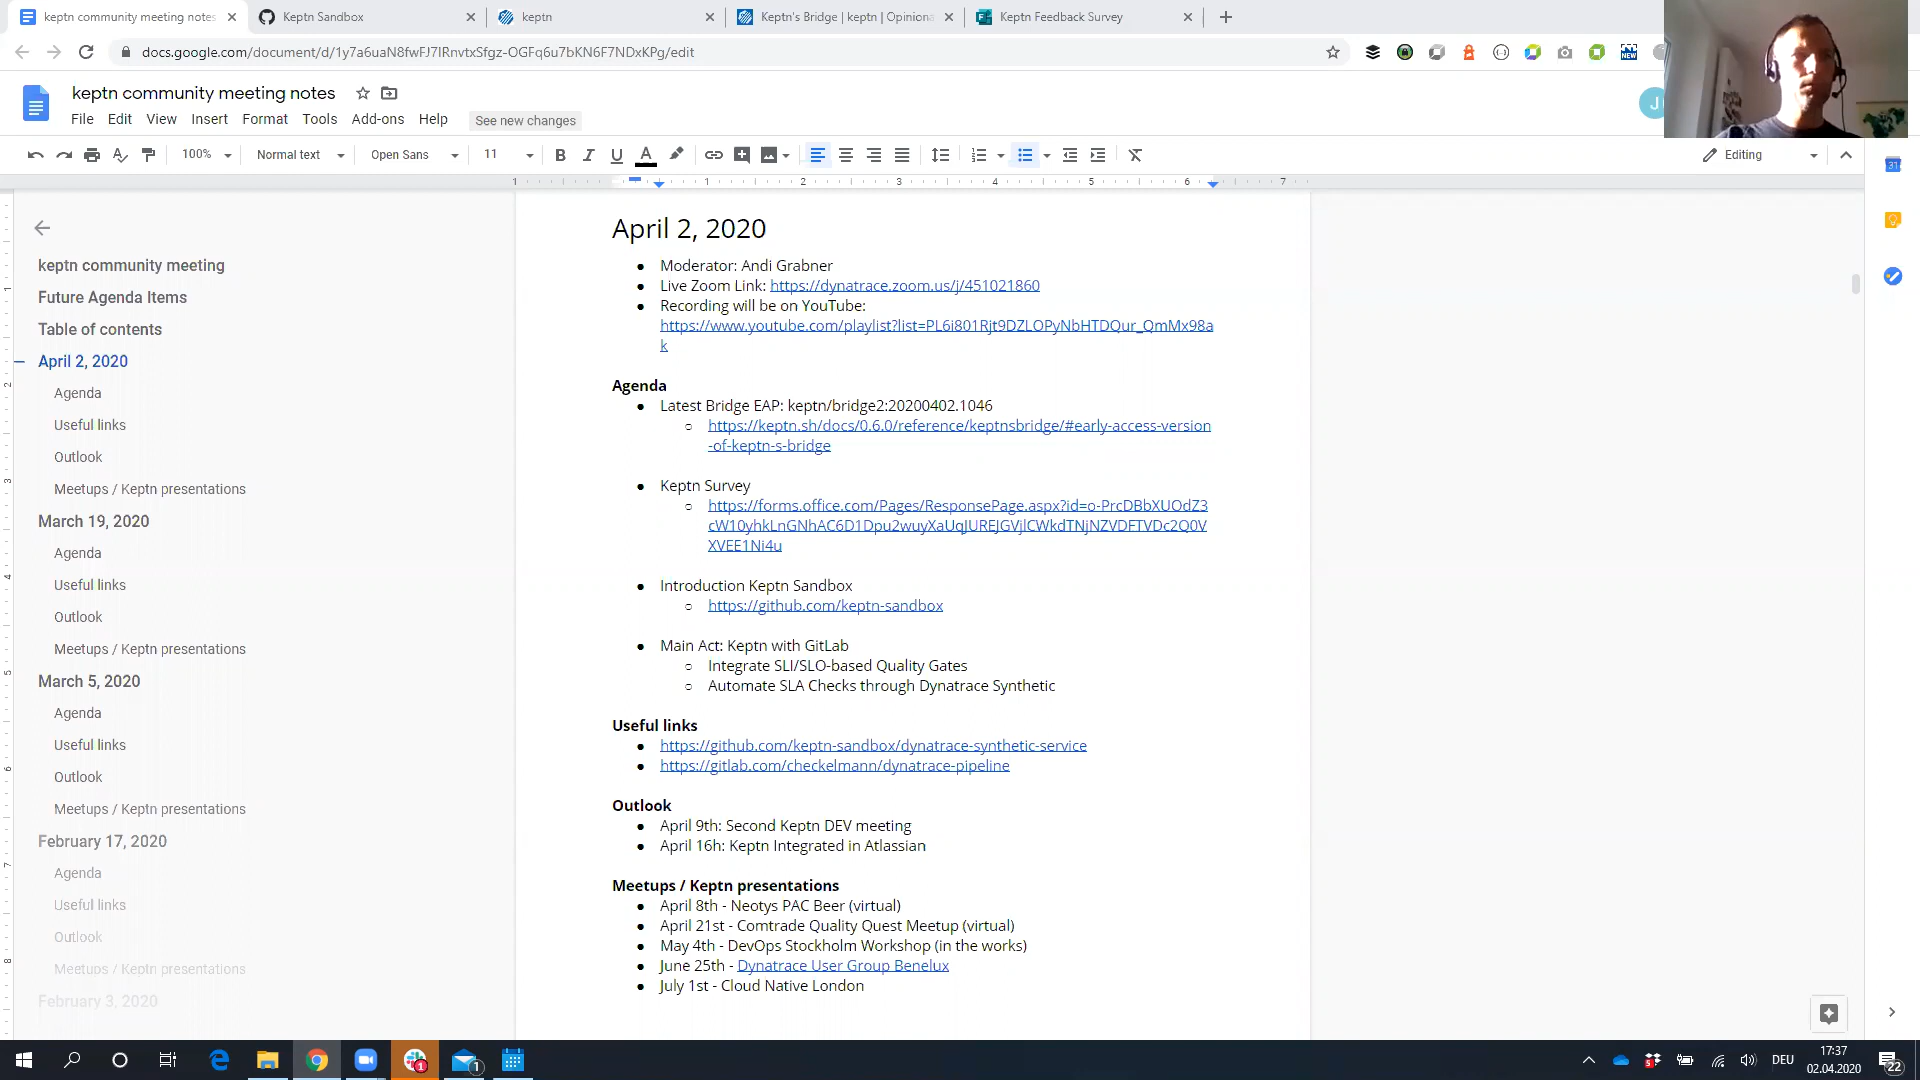 keptn community meeting notes
Keptn Sandbox
keptn
Keptn's Bridge | keptn | Opiniona
Keptn Feedback Survey
docs.google.com/document/d/1y7a6uaN8fwFJ7IRnvtxSfgz-OGFq6u7bKN6F7NDxKPg/edit
NEW
keptn community meeting notes
File Edit View Insert Format Tools Add-ons Help See new changes
100% Normal text Open Sans 11 B I U A Editing
1 1 2 3 4 5 6 7
31
keptn community meeting
Future Agenda Items
Table of contents
April 2, 2020
Agenda
Useful links
Outlook
Meetups / Keptn presentations
March 19, 2020
Agenda
Useful links
Outlook
Meetups / Keptn presentations
March 5, 2020
Agenda
Useful links
Outlook
Meetups / Keptn presentations
February 17, 2020
Agenda
Useful links
Outlook
Meetups / Keptn presentations
February 3, 2020
April 2, 2020
● Moderator: Andi Grabner
● Live Zoom Link: https://dynatrace.zoom.us/j/451021860
● Recording will be on YouTube:
https://www.youtube.com/playlist?list=PL6i801Rjt9DZLOPyNbHTDQur_QmMx98a
k
Agenda
● Latest Bridge EAP: keptn/bridge2:20200402.1046
○ https://keptn.sh/docs/0.6.0/reference/keptnsbridge/#early-access-version
-of-keptn-s-bridge
● Keptn Survey
○ https://forms.office.com/Pages/ResponsePage.aspx?id=o-PrcDBbXUOdZ3
cW10yhkLnGNhAC6D1Dpu2wuyXaUqJUREJGVjlCWkdTNjNZVDFTVDc2Q0V
XVEE1Ni4u
● Introduction Keptn Sandbox
○ https://github.com/keptn-sandbox
● Main Act: Keptn with GitLab
○ Integrate SLI/SLO-based Quality Gates
○ Automate SLA Checks through Dynatrace Synthetic
Useful links
● https://github.com/keptn-sandbox/dynatrace-synthetic-service
● https://gitlab.com/checkelmann/dynatrace-pipeline
Outlook
● April 9th: Second Keptn DEV meeting
● April 16h: Keptn Integrated in Atlassian
Meetups / Keptn presentations
● April 8th - Neotys PAC Beer (virtual)
● April 21st - Comtrade Quality Quest Meetup (virtual)
● May 4th - DevOps Stockholm Workshop (in the works)
● June 25th - Dynatrace User Group Benelux
● July 1st - Cloud Native London
1
1
DEU
17:37
02.04.2020
22